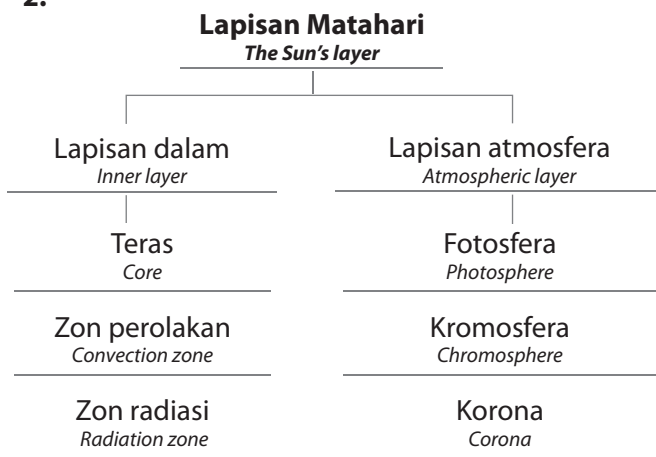 2.
Lapisan Matahari
The Sun's layer
Lapisan dalam
Inner layer
Lapisan atmosfera
Atmospheric layer
Teras
Core
Fotosfera
Photosphere
Zon perolakan
Convection zone
Kromosfera
Chromosphere
Zon radiasi
Radiation zone
Korona
Corona